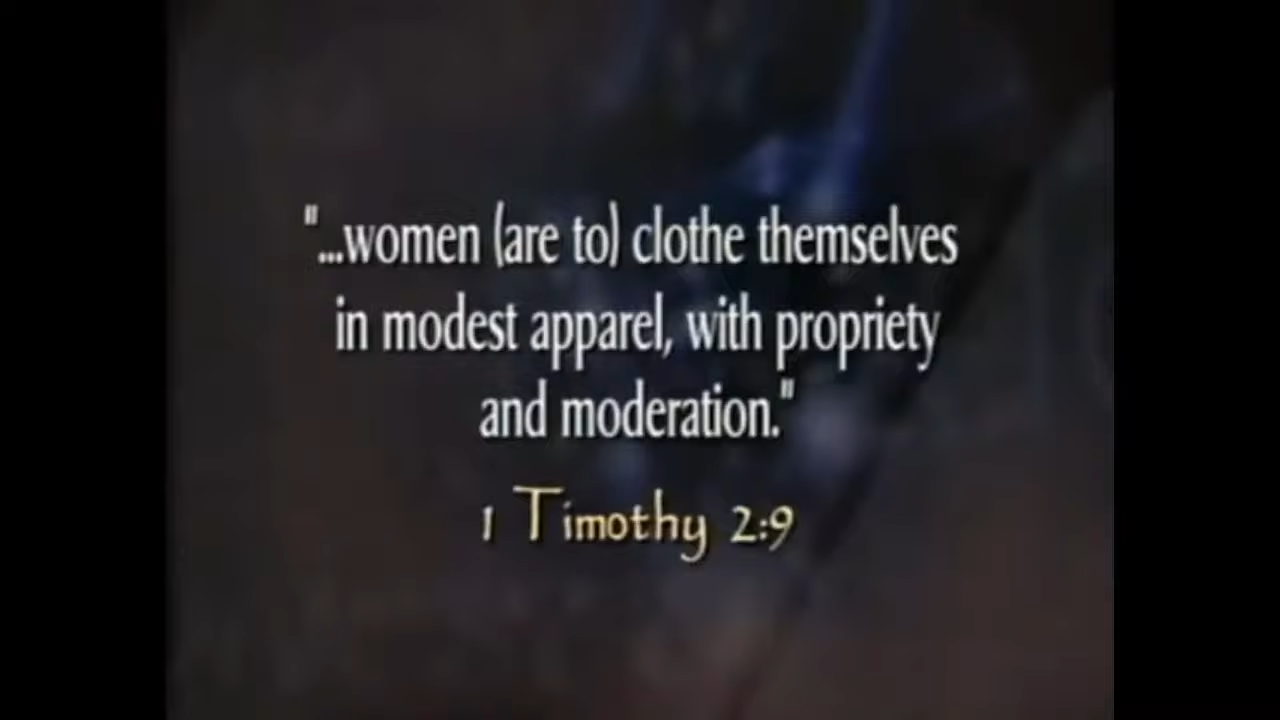 "...women (are to) clothe themselves
in modest apparel, with propriety
and moderation."
1 Timothy 2:9